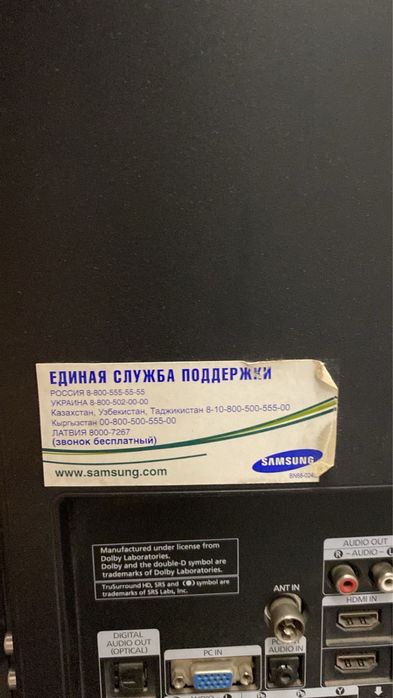 ЕДИНАЯ СЛУЖБА ПОДДЕРЖКИ
РОССИЯ 8-800-555-55-55
УКРАИНА 8-800-502-00-00
Казахстан, Узбекистан, Таджикистан 8-10-800-500-555-00
Кыргызстан 00-800-500-555-00
ЛАТВИЯ 8000-7267
(звонок бесплатный)
www.samsung.com
SAMSUNG
Manufactured under license from
Dolby Laboratories.
Dolby and the double-D symbol are
trademarks of Dolby Laboratories.
TruSurround HD, SRS and symbol are
trademarks of SRS Labs, Inc.
AUDIO OUT
R - AUDIO - L
HDMI IN
ANT IN
DIGITAL
AUDIO OUT
(OPTICAL)
PC IN
AUDIO IN